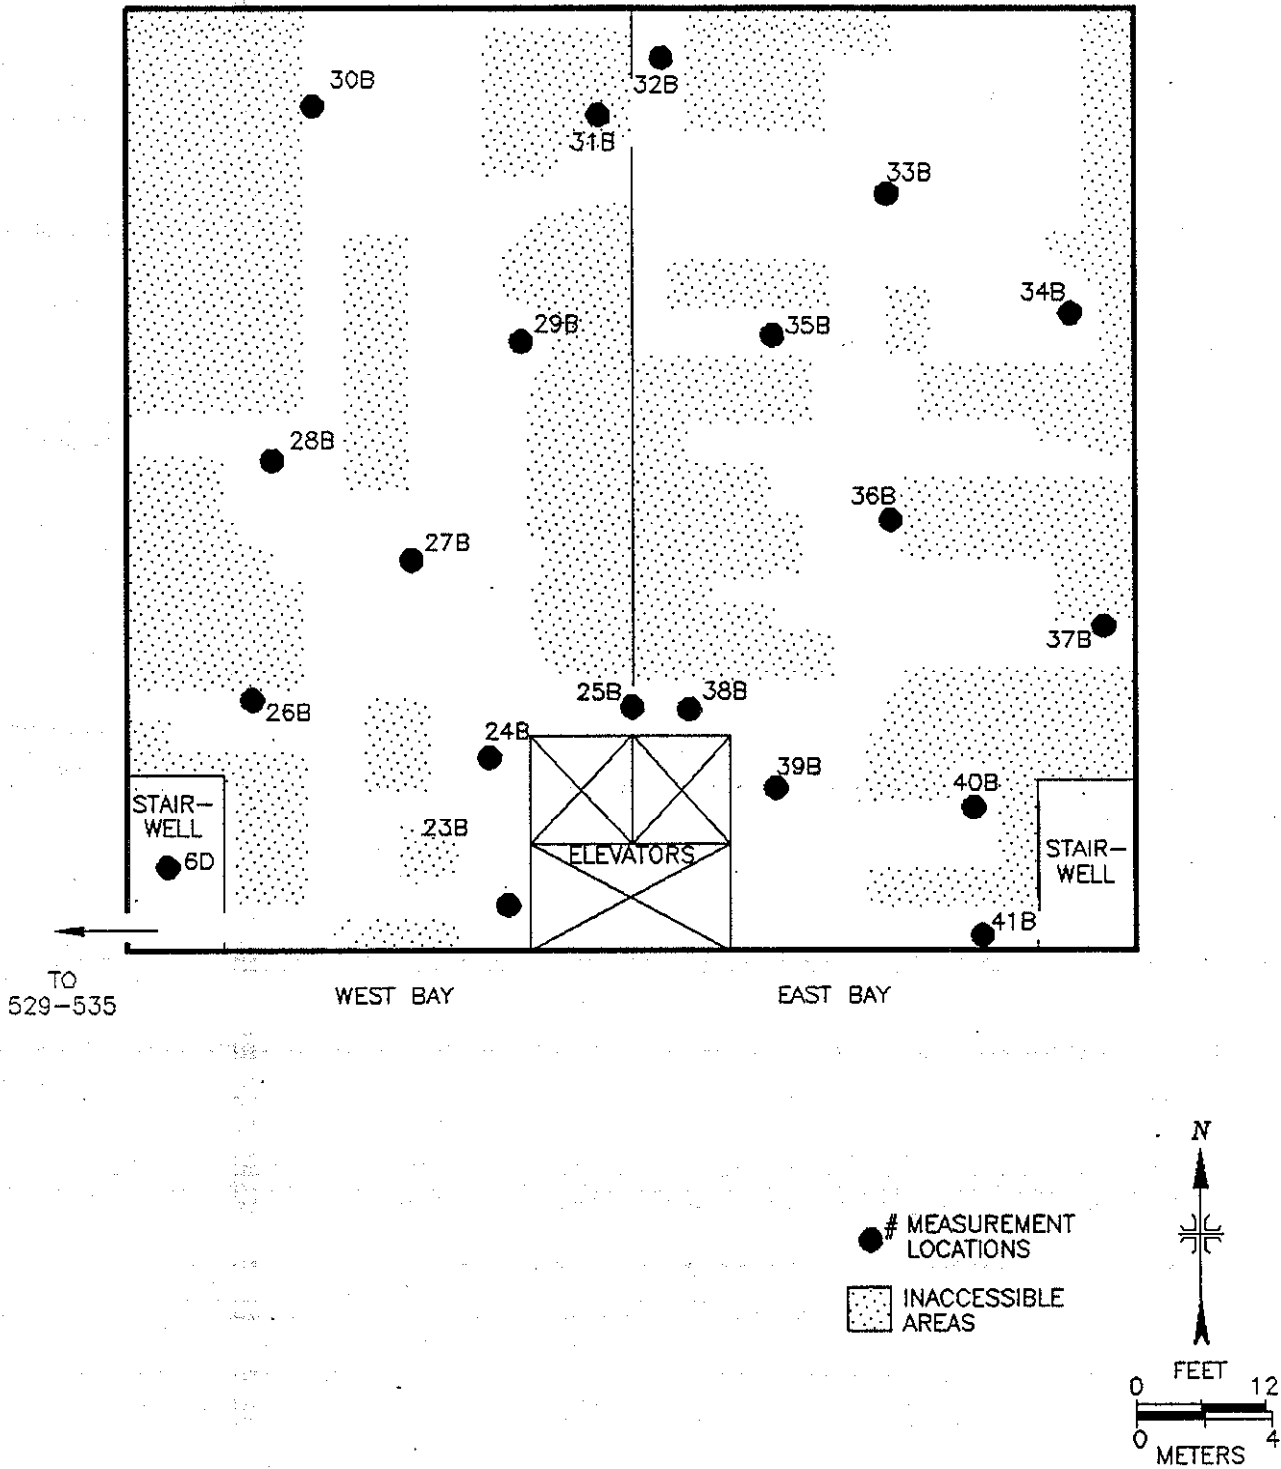 30B
32B
31B
33B
34B
29B
35B
28B
36B
27B
37B
25B
38B
26B
24B
39B
40B
STAIR-
WELL
23B
ELEVATORS
6D
STAIR-
WELL
41B
TO
529-535
WEST BAY
EAST BAY
N
# MEASUREMENT
LOCATIONS
INACCESSIBLE
AREAS
FEET
0 12
0 4
METERS